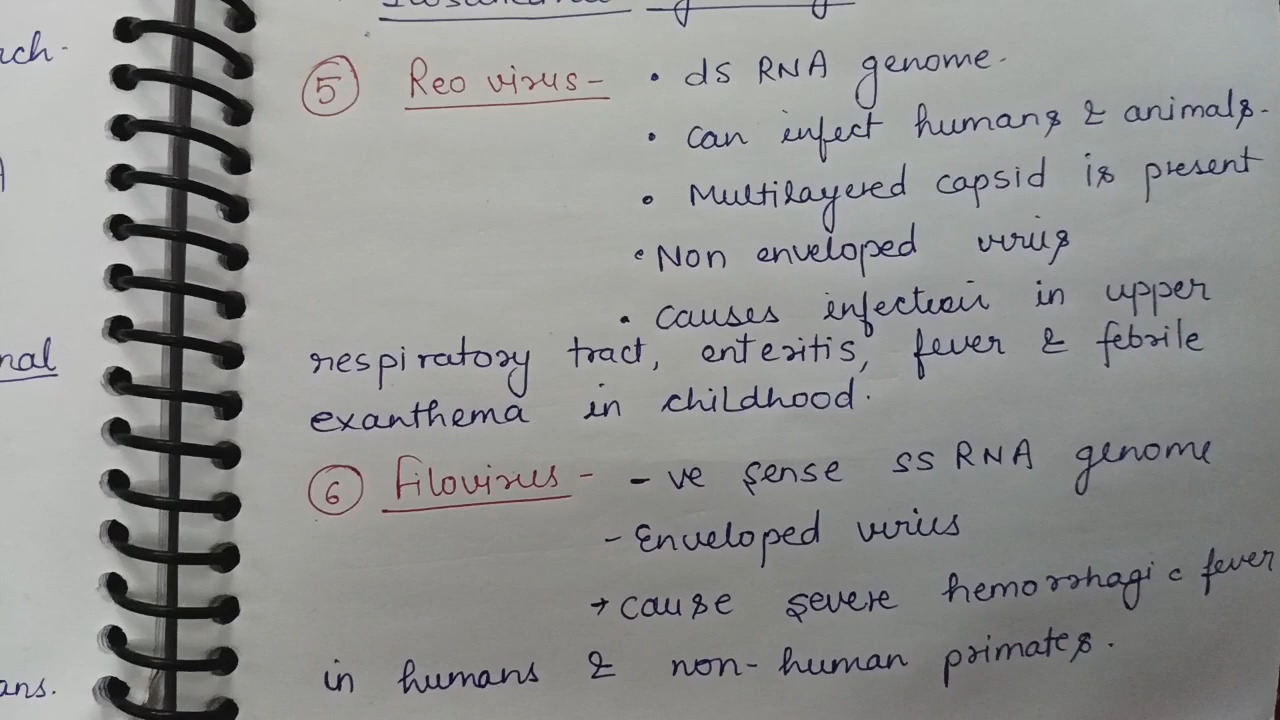 rch.
⑤ Reo virus - • ds RNA genome.
• can infect humans & animals.
• Multilayered capsid is present
• Non enveloped virus
• causes infection in upper
nal respiratory tract, enteritis, fever & febrile
exanthema in childhood.
⑥ Filovirus - - ve sense ss RNA genome
- Enveloped virus
→ cause severe hemorrhagic fever
ans. in humans & non-human primates.